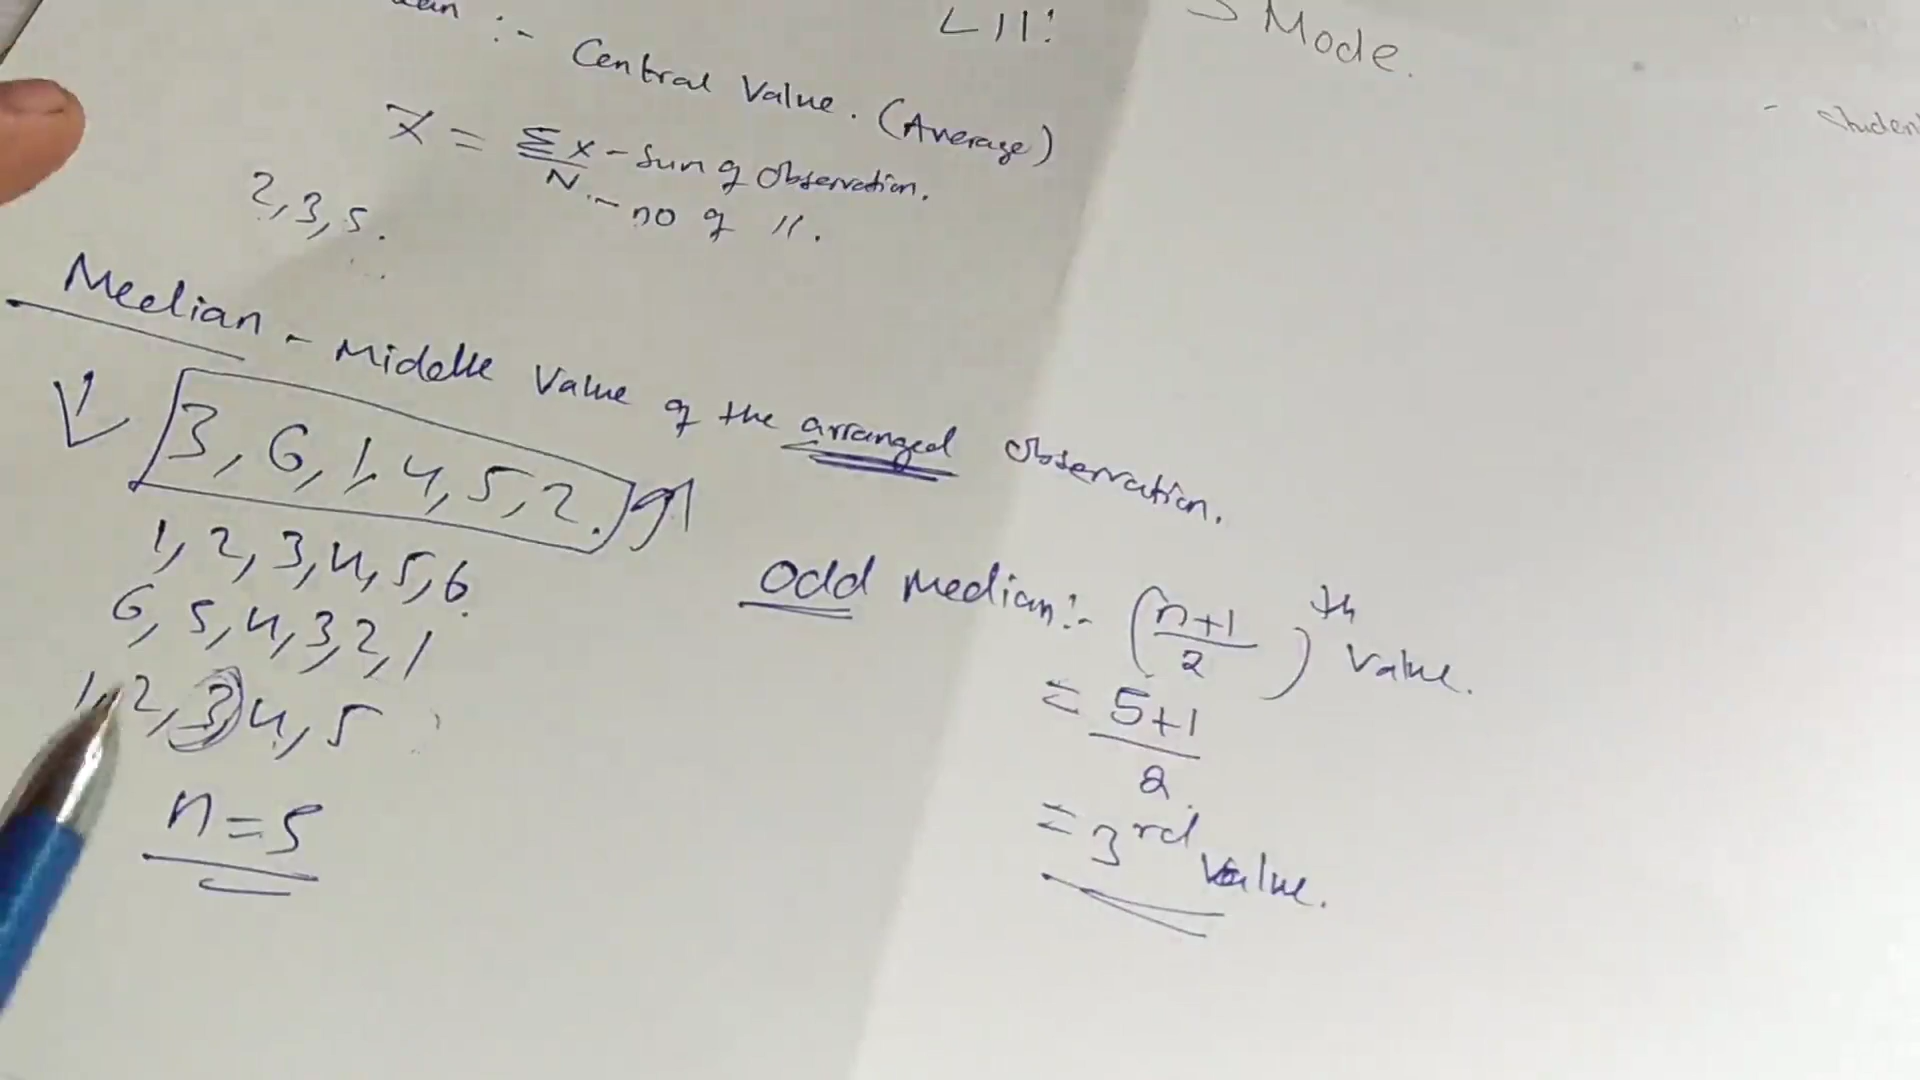 :- Central Value. (Average)
L11:
Mode.
x̄ = Σx - Sum of Observation.
N - no of 11.
2, 3, 5.
Median - Middle Value of the arranged Observation.
3, 6, 1, 4, 5, 2.
1, 2, 3, 4, 5, 6
6, 5, 4, 3, 2, 1
1, 2, 3, 4, 5
n = 5
Odd Median:- (n+1/2)th Value.
= 5+1
2
= 3rd Value.